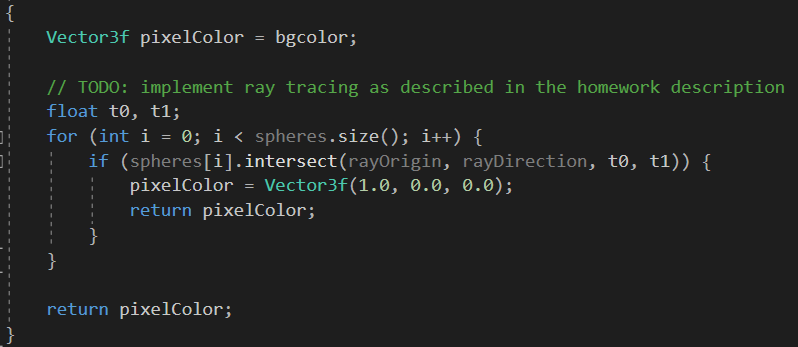 {
Vector3f pixelColor = bgcolor;
// TODO: implement ray tracing as described in the homework description
float t0, t1;
for (int i = 0; i < spheres.size(); i++) {
if (spheres[i].intersect(rayOrigin, rayDirection, t0, t1)) {
pixelColor = Vector3f(1.0, 0.0, 0.0);
return pixelColor;
}
}
return pixelColor;
}